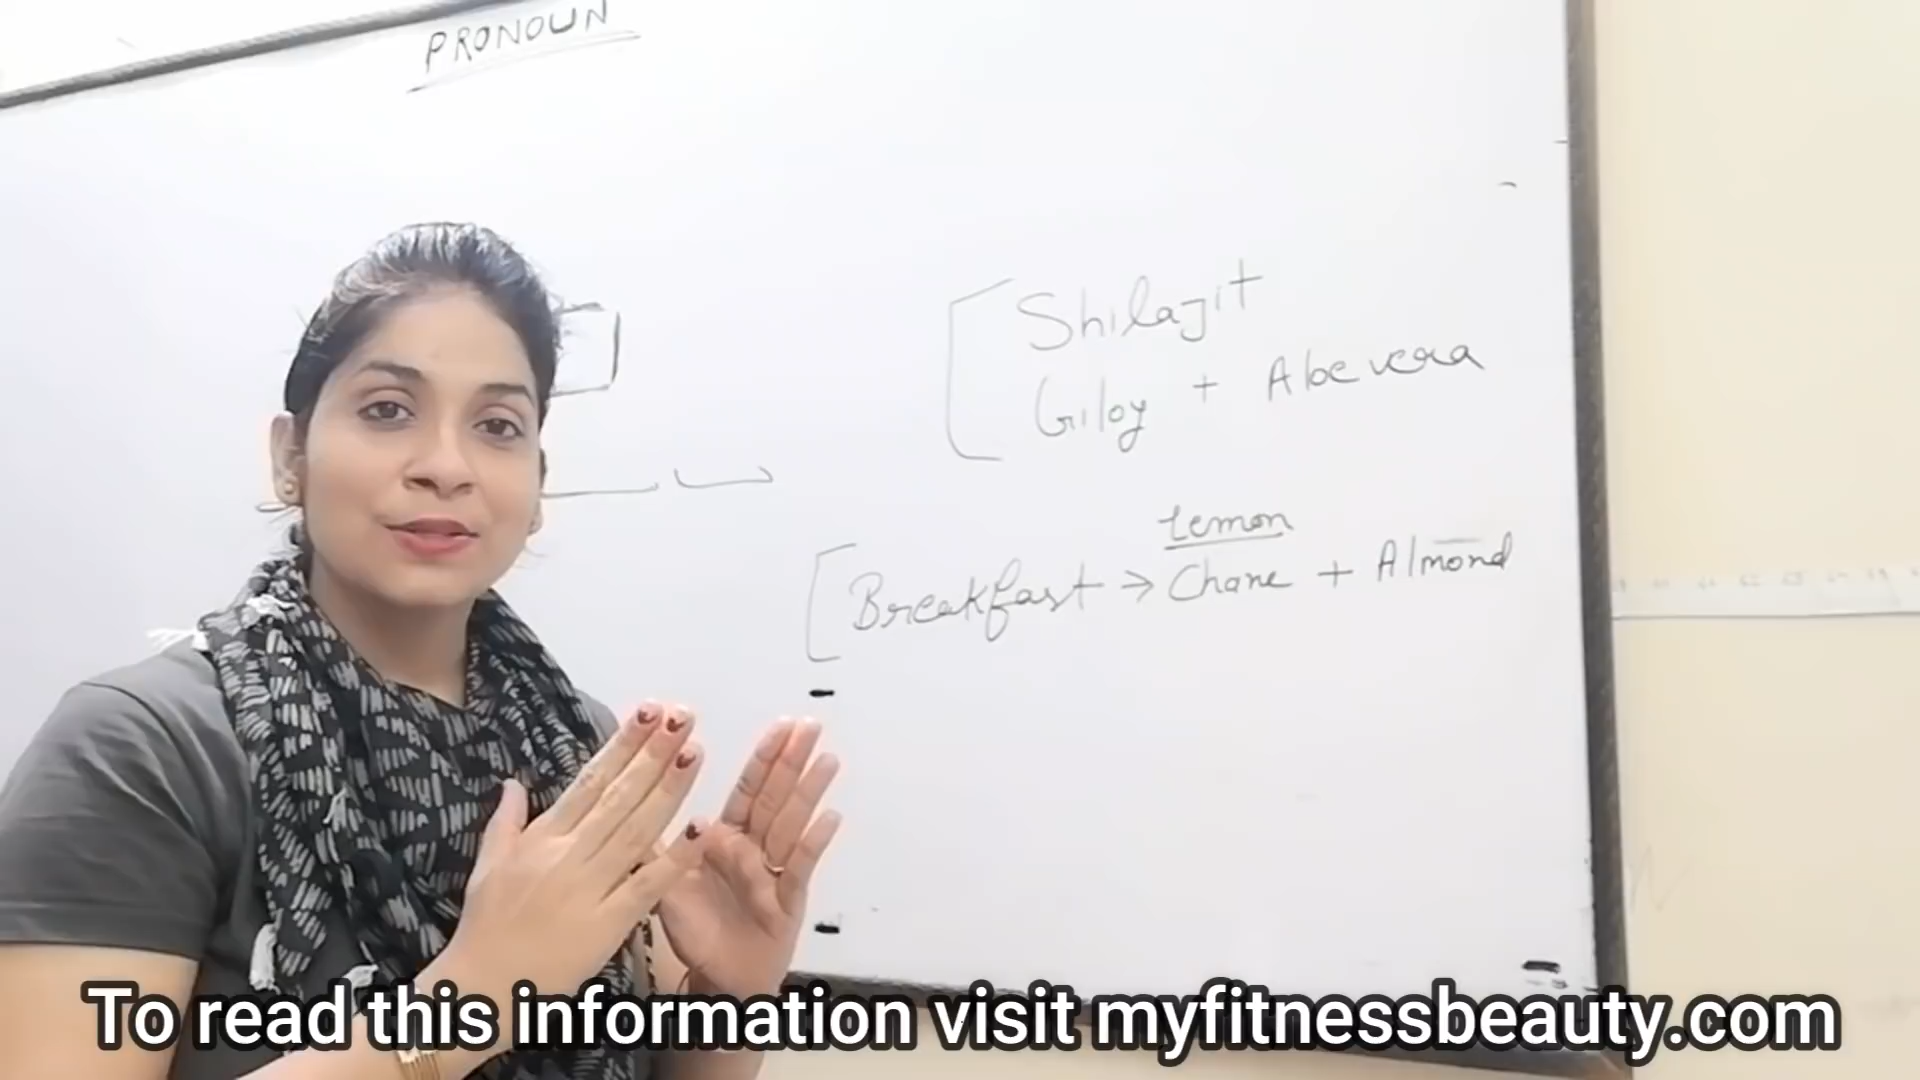 PRONOUN
Shilajit
Giloy + Aloevera
Lemon
Breakfast → Chane + Almond
To read this information visit myfitnessbeauty.com